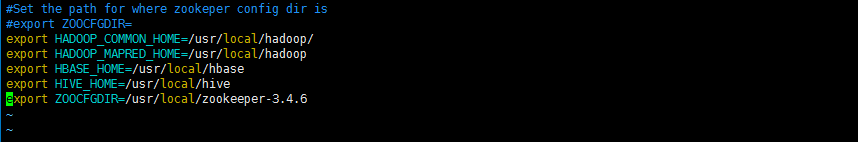 #Set the path for where zookeper config dir is
#export ZOOCFGDIR=
export HADOOP_COMMON_HOME=/usr/local/hadoop/
export HADOOP_MAPRED_HOME=/usr/local/hadoop
export HBASE_HOME=/usr/local/hbase
export HIVE_HOME=/usr/local/hive
export ZOOCFGDIR=/usr/local/zookeeper-3.4.6
~
~